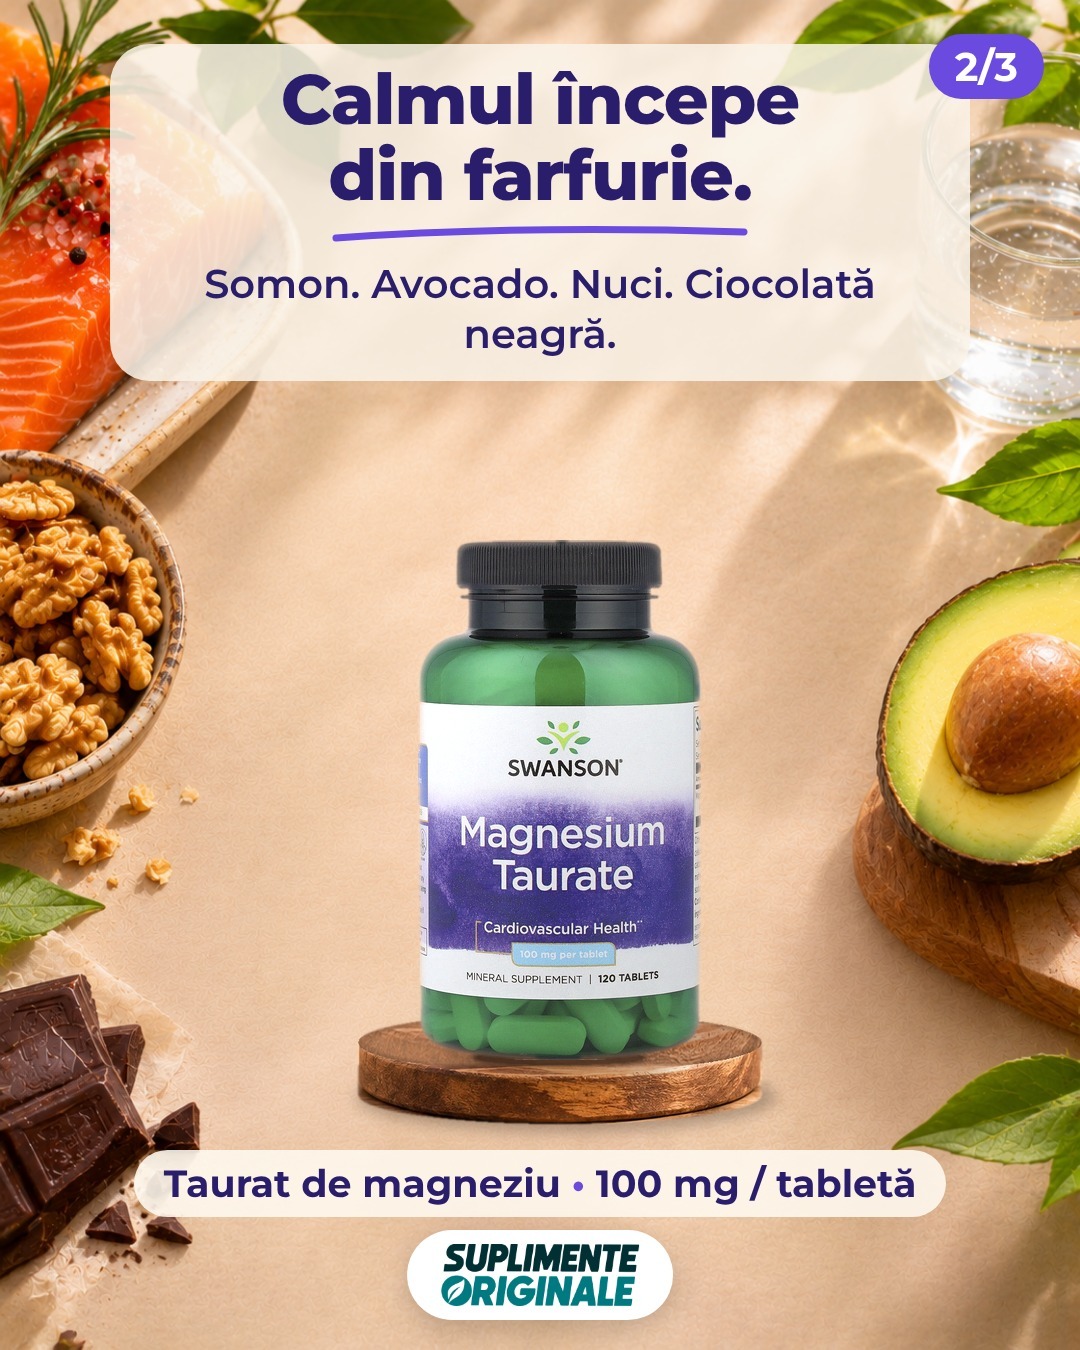 2/3
Calmul începe
din farfurie.
Somon. Avocado. Nuci. Ciocolată
neagră.
SWANSON
Magnesium
Taurate
Cardiovascular Health
100 mg per tablet
MINERAL SUPPLEMENT | 120 TABLETS
Taurat de magneziu • 100 mg / tabletă
SUPLIMENTE
ORIGINALE